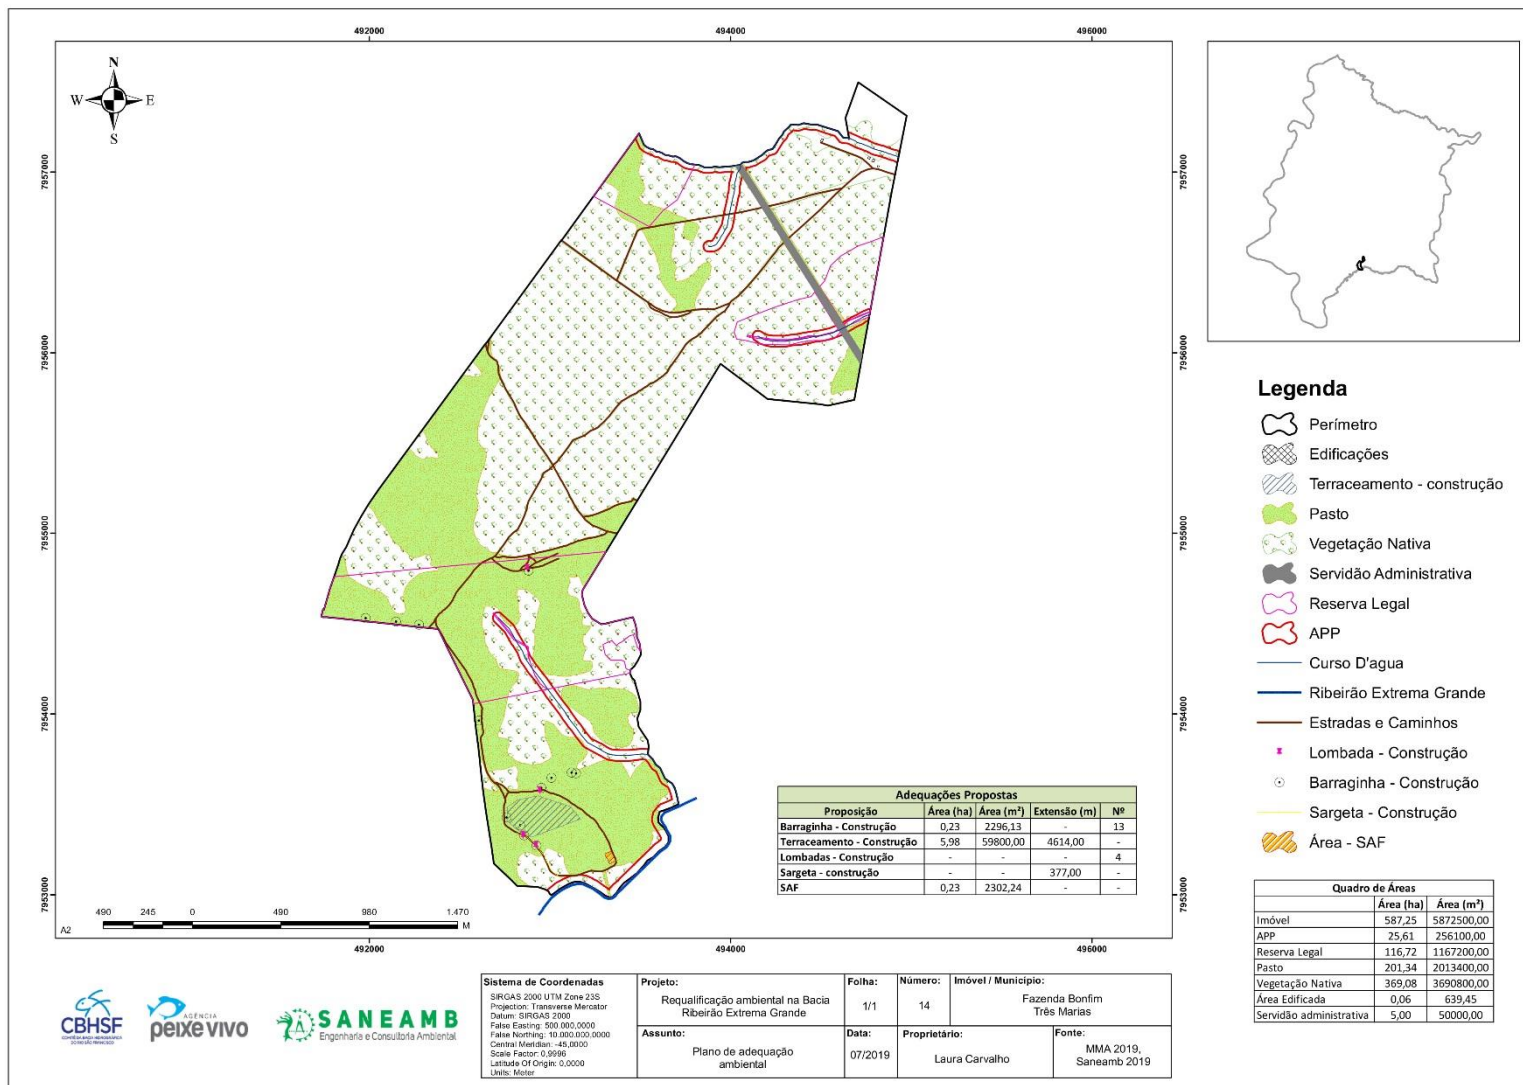 492000
494000
496000
N
W E
S
7957000
7956000
7955000
7954000
7953000
7957000
7956000
7955000
7954000
7953000
Legenda
Perímetro
Edificações
Terraceamento - construção
Pasto
Vegetação Nativa
Servidão Administrativa
Reserva Legal
APP
Curso D'agua
Ribeirão Extrema Grande
Estradas e Caminhos
Lombada - Construção
Barraginha - Construção
Sargeta - Construção
Área - SAF
Adequações Propostas
Proposição Área (ha) Área (m²) Extensão (m) Nº
Barraginha - Construção 0,23 2296,13 - 13
Terraceamento - Construção 5,98 59800,00 4614,00 -
Lombadas - Construção - - - 4
Sargeta - construção - - 377,00 -
SAF 0,23 2302,24 - -
Quadro de Áreas
Área (ha) Área (m²)
Imóvel 587,25 5872500,00
APP 25,61 256100,00
Reserva Legal 116,72 1167200,00
Pasto 201,34 2013400,00
Vegetação Nativa 369,08 3690800,00
Área Edificada 0,06 639,45
Servidão administrativa 5,00 50000,00
490 245 0 490 980 1.470
M
A2
492000
494000
496000
CBHSF
AGÊNCIA
peixe vivo
SANEAMB
Engenharia e Consultoria Ambiental
Sistema de Coordenadas
SIRGAS 2000 UTM Zone 23S
Projection: Transverse Mercator
Datum: SIRGAS 2000
False Easting: 500.000,0000
False Northing: 10.000.000,0000
Central Meridian: -45,0000
Scale Factor: 0,9996
Latitude Of Origin: 0,0000
Units: Meter
Projeto:
Requalificação ambiental na Bacia
Ribeirão Extrema Grande
Assunto:
Plano de adequação
ambiental
Folha:
1/1
Número:
14
Imóvel / Município:
Fazenda Bonfim
Três Marias
Data:
07/2019
Proprietário:
Laura Carvalho
Fonte:
MMA 2019,
Saneamb 2019